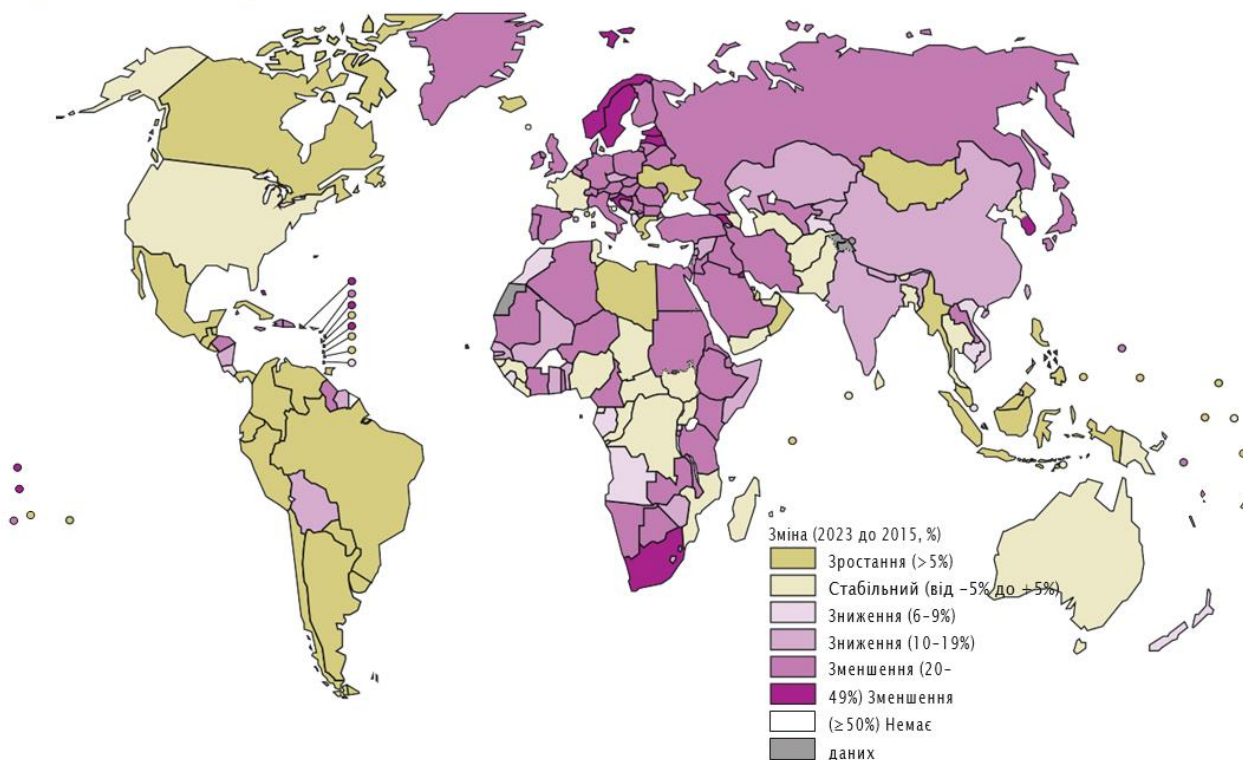 Зміна (2023 до 2015, %)
Зростання (>5%)
Стабільний (від –5% до +5%)
Зниження (6–9%)
Зниження (10–19%)
Зменшення (20–
49%) Зменшення
(≥50%) Немає
даних